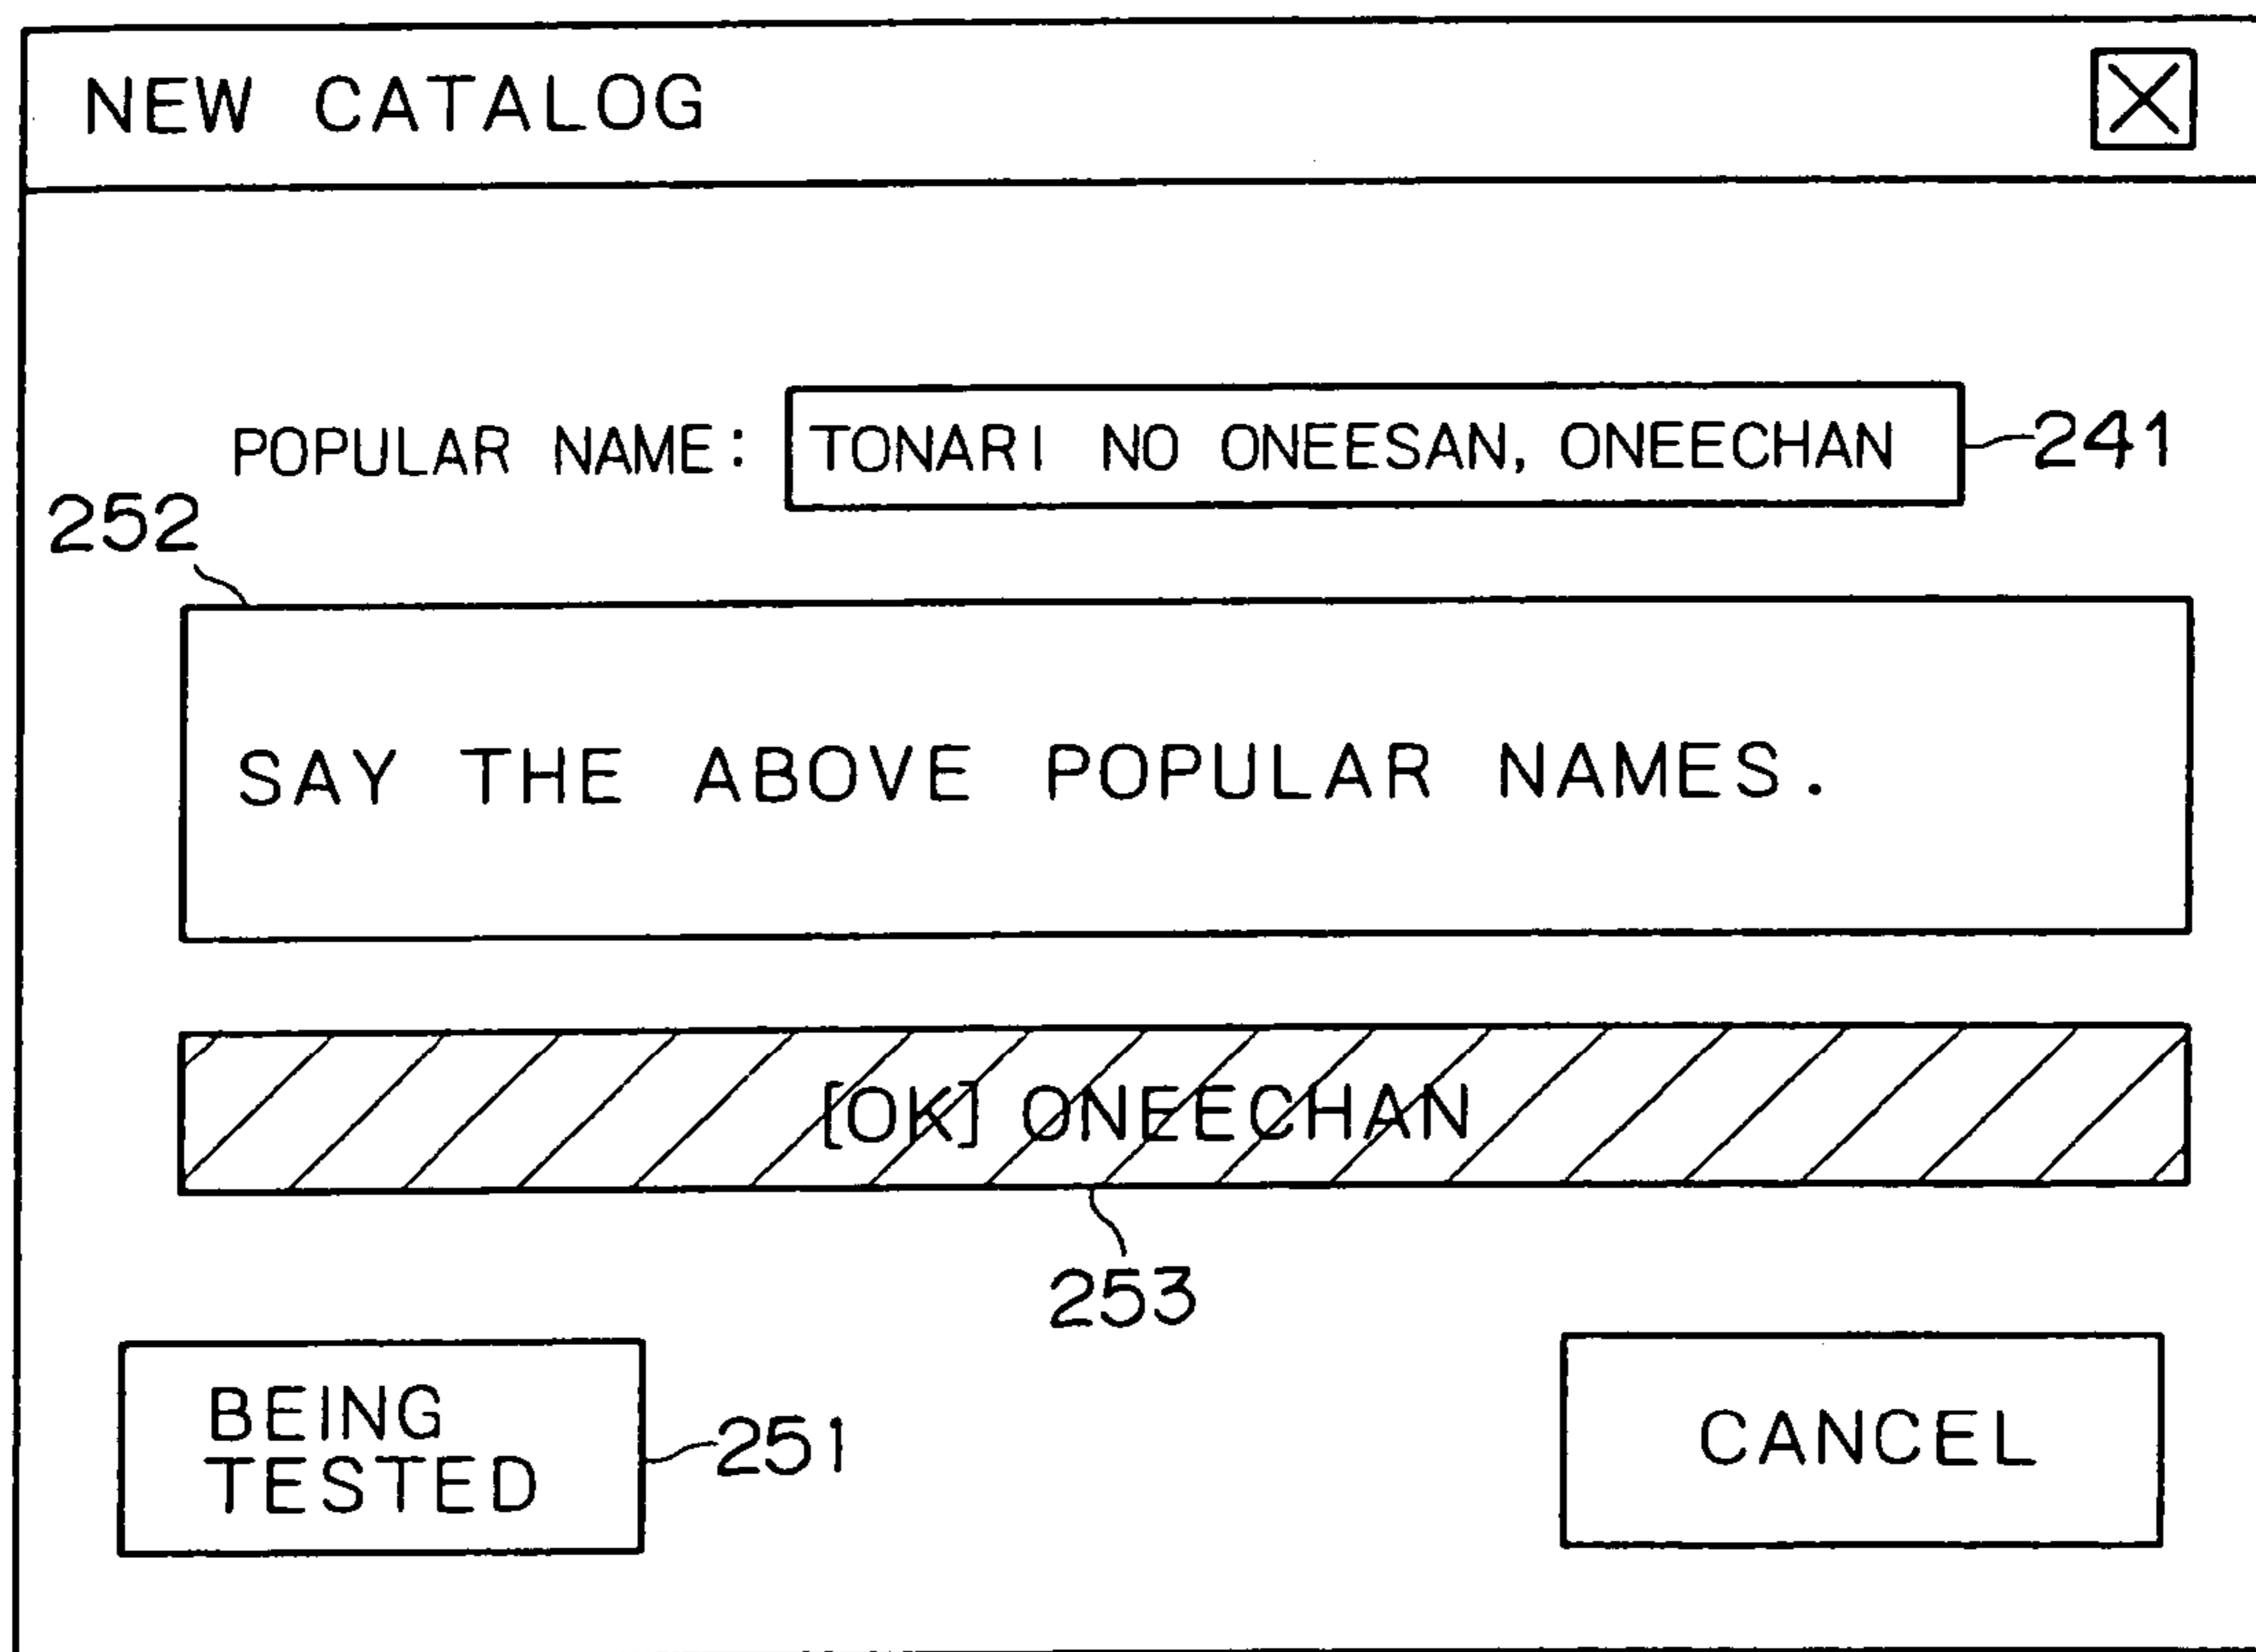 NEW CATALOG
POPULAR NAME: TONARI NO ONEESAN, ONEECHAN 241
252
SAY THE ABOVE POPULAR NAMES.
[OK] ONEECHAN
253
BEING
TESTED
251
CANCEL